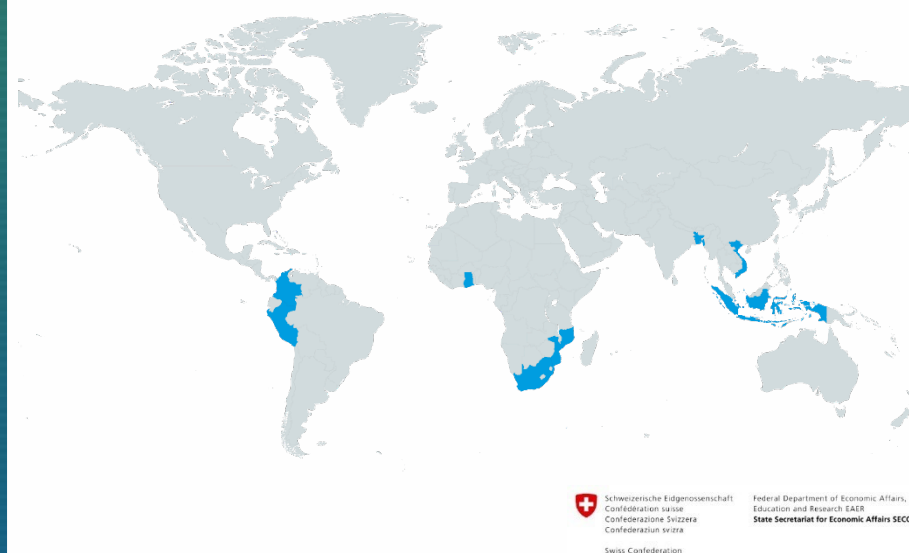 Schweizerische Eidgenossenschaft
Confédération suisse
Confederazione Svizzera
Confederaziun svizra
Swiss Confederation
Federal Department of Economic Affairs,
Education and Research EAER
State Secretariat for Economic Affairs SECO